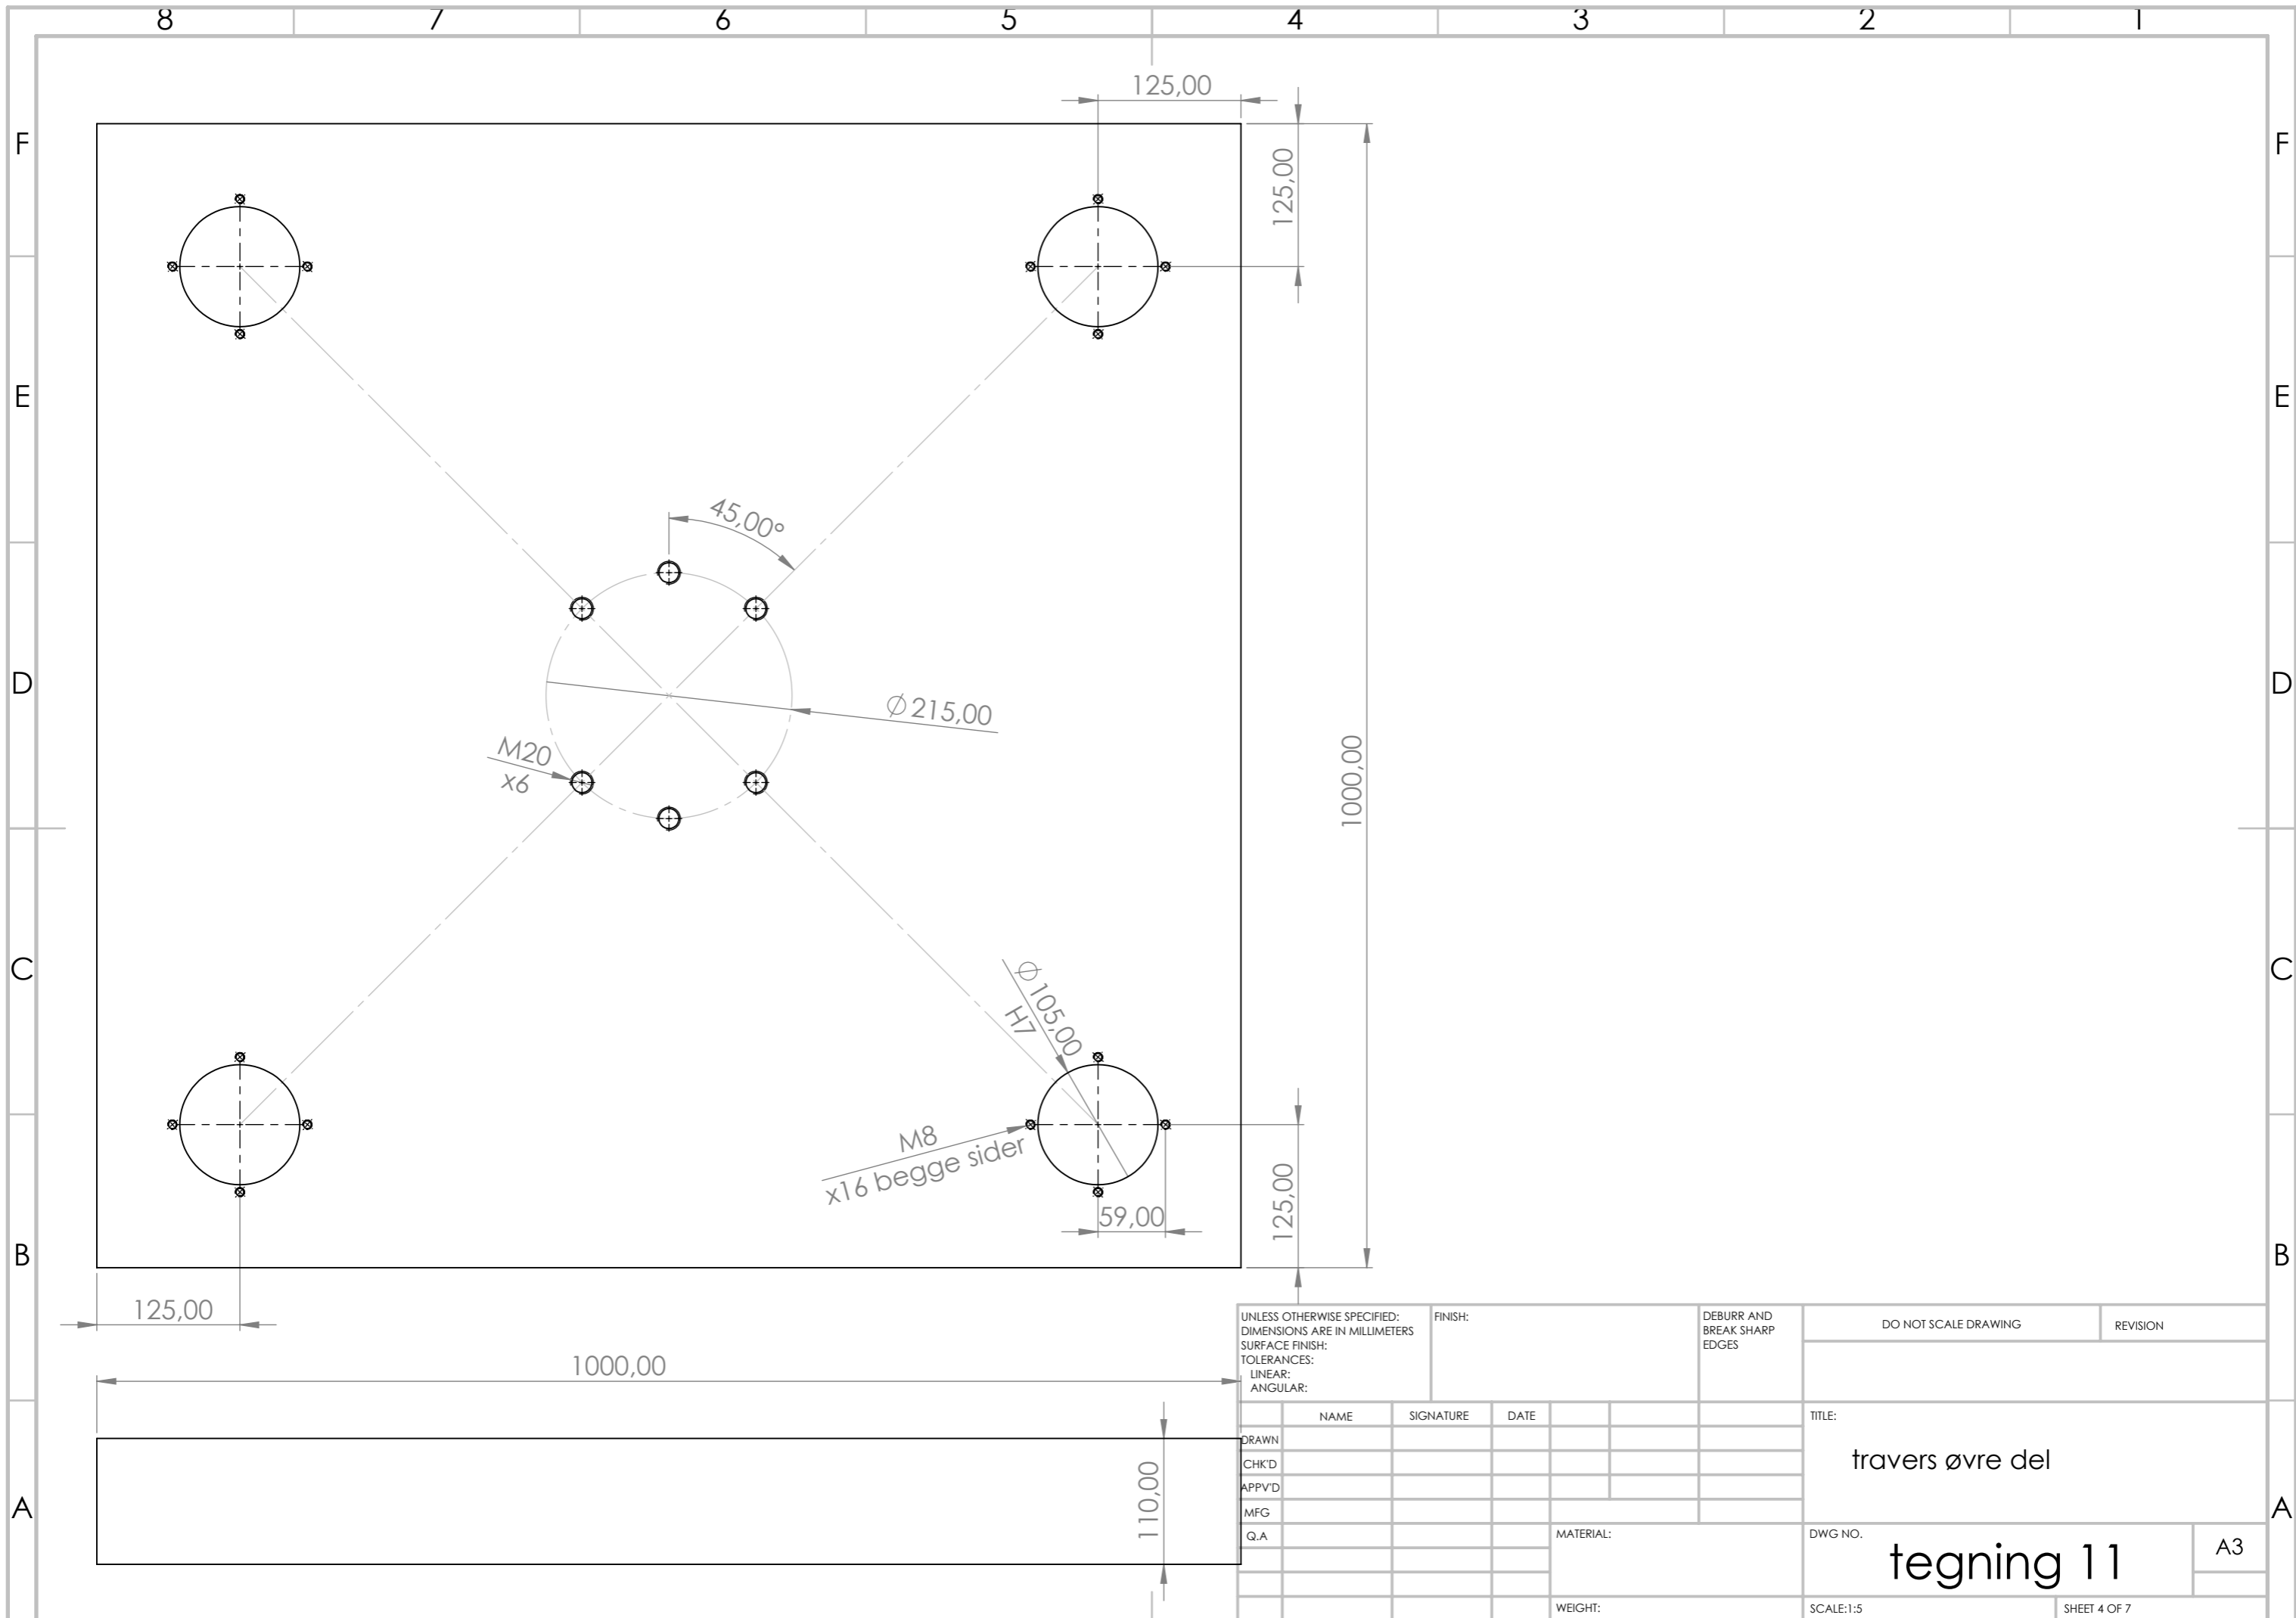 8 7 6 5 4 3 2 1
125,00
F F
125,00
E E
45,00°
D D
Ø 215,00
M20
x6
1000,00
C C
Ø 105,00
H7
M8
x16 begge sider
59,00
125,00
B B
125,00
1000,00
110,00
A A
UNLESS OTHERWISE SPECIFIED:
DIMENSIONS ARE IN MILLIMETERS
SURFACE FINISH:
TOLERANCES:
LINEAR:
ANGULAR:
FINISH:
DEBURR AND
BREAK SHARP
EDGES
DO NOT SCALE DRAWING
REVISION
NAME SIGNATURE DATE
DRAWN
CHK'D
APPV'D
MFG
Q.A
TITLE:
travers øvre del
MATERIAL:
DWG NO.
tegning 11
A3
WEIGHT:
SCALE:1:5
SHEET 4 OF 7